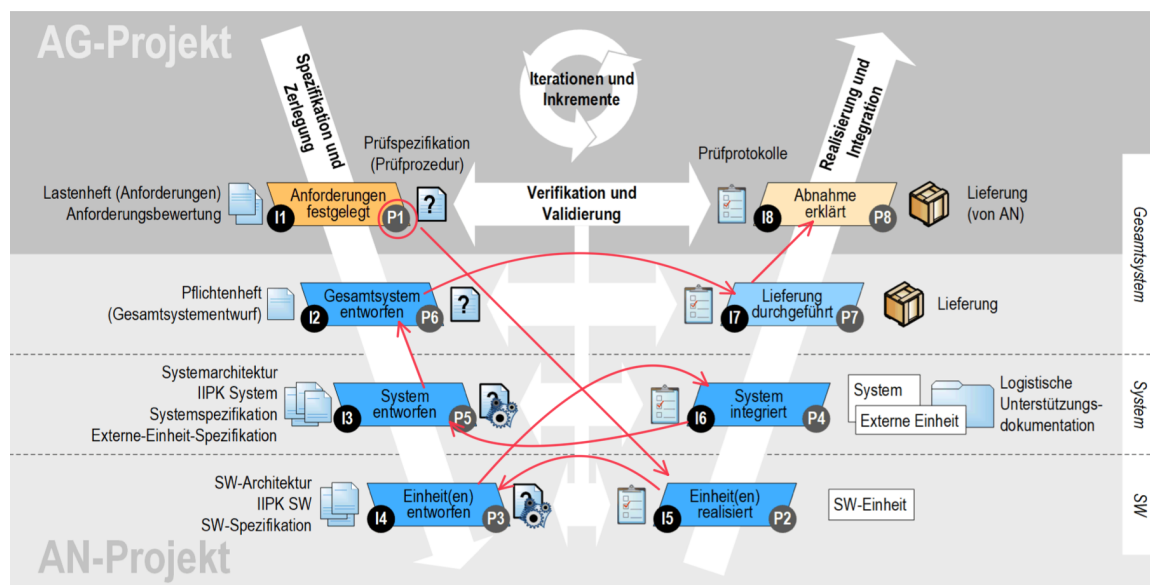 AG-Projekt
Spezifikation und
Zerlegung
Iterationen und
Inkremente
Realisierung und
Integration
Prüfspezifikation
(Prüfprozedur)
Prüfprotokolle
Lastenheft (Anforderungen)
Anforderungsbewertung
I1
Anforderungen
festgelegt
P1
?
Verifikation und
Validierung
I8
Abnahme
erklärt
P8
Lieferung
(von AN)
Gesamtsystem
Pflichtenheft
(Gesamtsystementwurf)
I2
Gesamtsystem
entworfen
P6
?
I7
Lieferung
durchgeführt
P7
Lieferung
Systemarchitektur
IIPK System
Systemspezifikation
Externe-Einheit-Spezifikation
I3
System
entworfen
P5
?
I6
System
integriert
P4
System
Externe Einheit
Logistische
Unterstützungs-
dokumentation
System
SW-Architektur
IIPK SW
SW-Spezifikation
I4
Einheit(en)
entworfen
P3
?
I5
Einheit(en)
realisiert
P2
SW-Einheit
SW
AN-Projekt